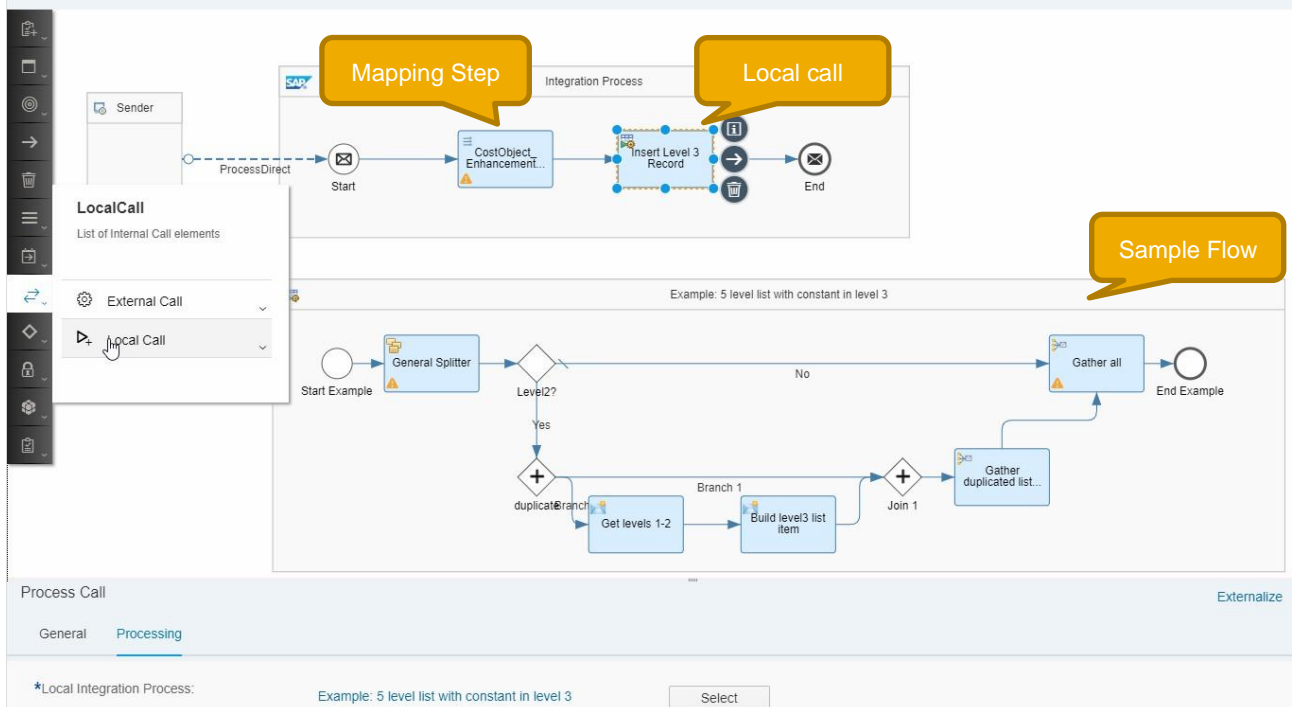 Mapping Step
Local call
SAP
Integration Process
Sender
CostObject_
Enhancement...
Insert Level 3
Record
ProcessDirect
Start
End
LocalCall
List of Internal Call elements
External Call
Local Call
Sample Flow
Example: 5 level list with constant in level 3
General Splitter
Gather all
Start Example
Level2?
No
End Example
Yes
Gather
duplicated list...
Branch 1
duplicate
Branch
Join 1
Get levels 1-2
Build level3 list
item
Process Call
Externalize
General
Processing
*Local Integration Process:
Example: 5 level list with constant in level 3
Select